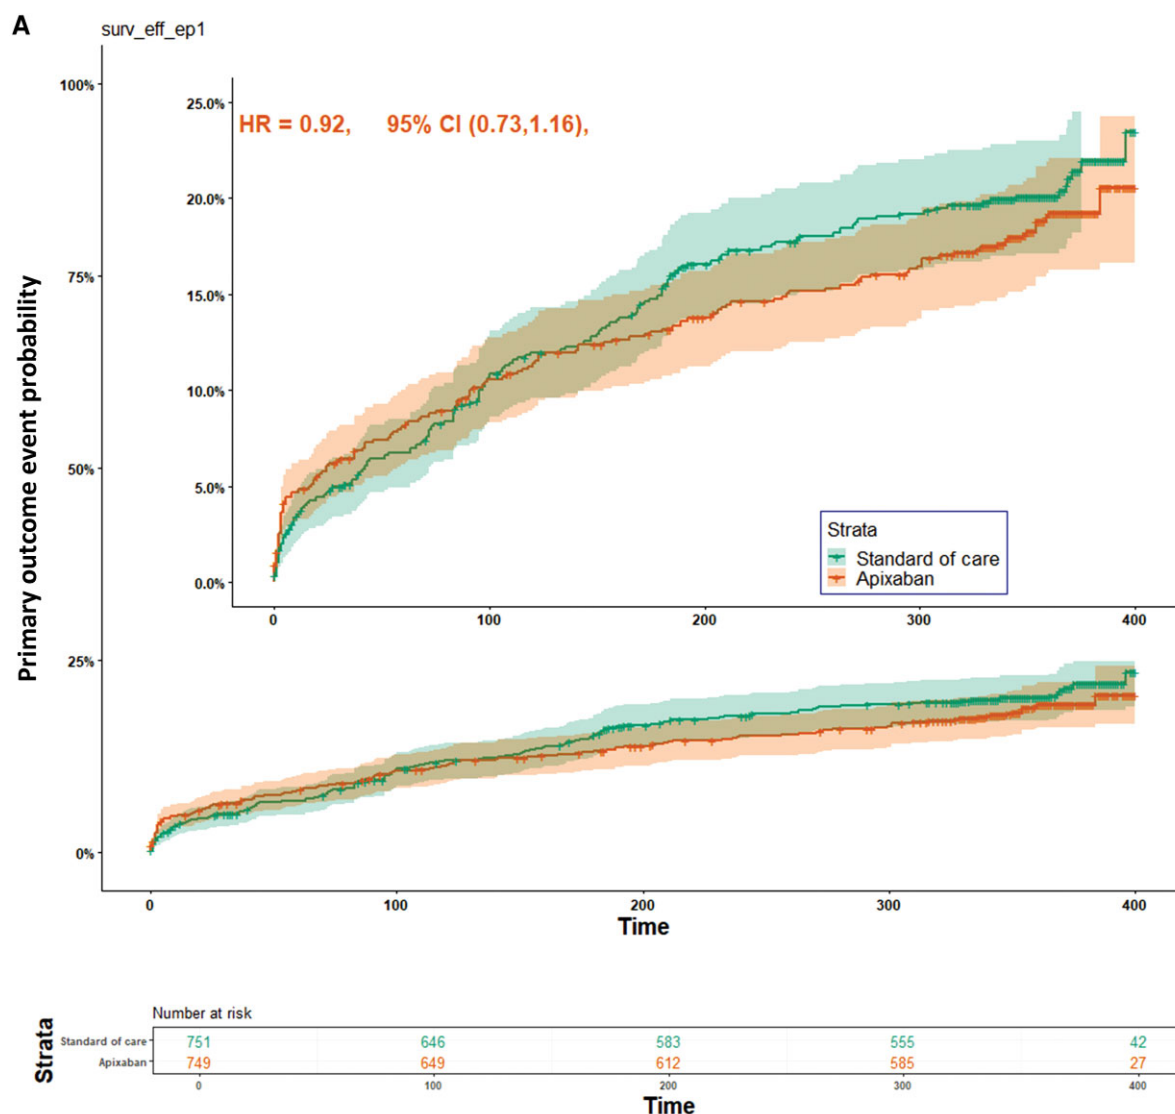 A
surv_eff_ep1
Primary outcome event probability
100%
75%
50%
25%
0%
25.0%
20.0%
15.0%
10.0%
5.0%
0.0%
HR = 0.92, 95% CI (0.73,1.16),
Strata
Standard of care
Apixaban
0 100 200 300 400
0 100 200 300 400
Time
Number at risk
Strata
Standard of care 751 646 583 555 42
Apixaban 749 649 612 585 27
0 100 200 300 400
Time